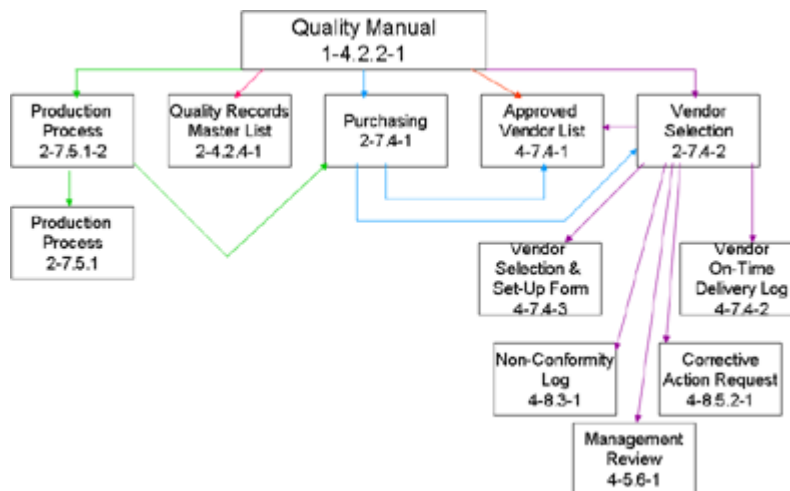 Quality Manual
1-4.2.2-1
Production
Process
2-7.5.1-2
Quality Records
Master List
2-4.2.4-1
Purchasing
2-7.4-1
Approved
Vendor List
4-7.4-1
Vendor
Selection
2-7.4-2
Production
Process
2-7.5.1
Vendor
Selection &
Set-Up Form
4-7.4-3
Vendor
On-Time
Delivery Log
4-7.4-2
Non-Conformity
Log
4-8.3-1
Corrective
Action Request
4-8.5.2-1
Management
Review
4-5.6-1